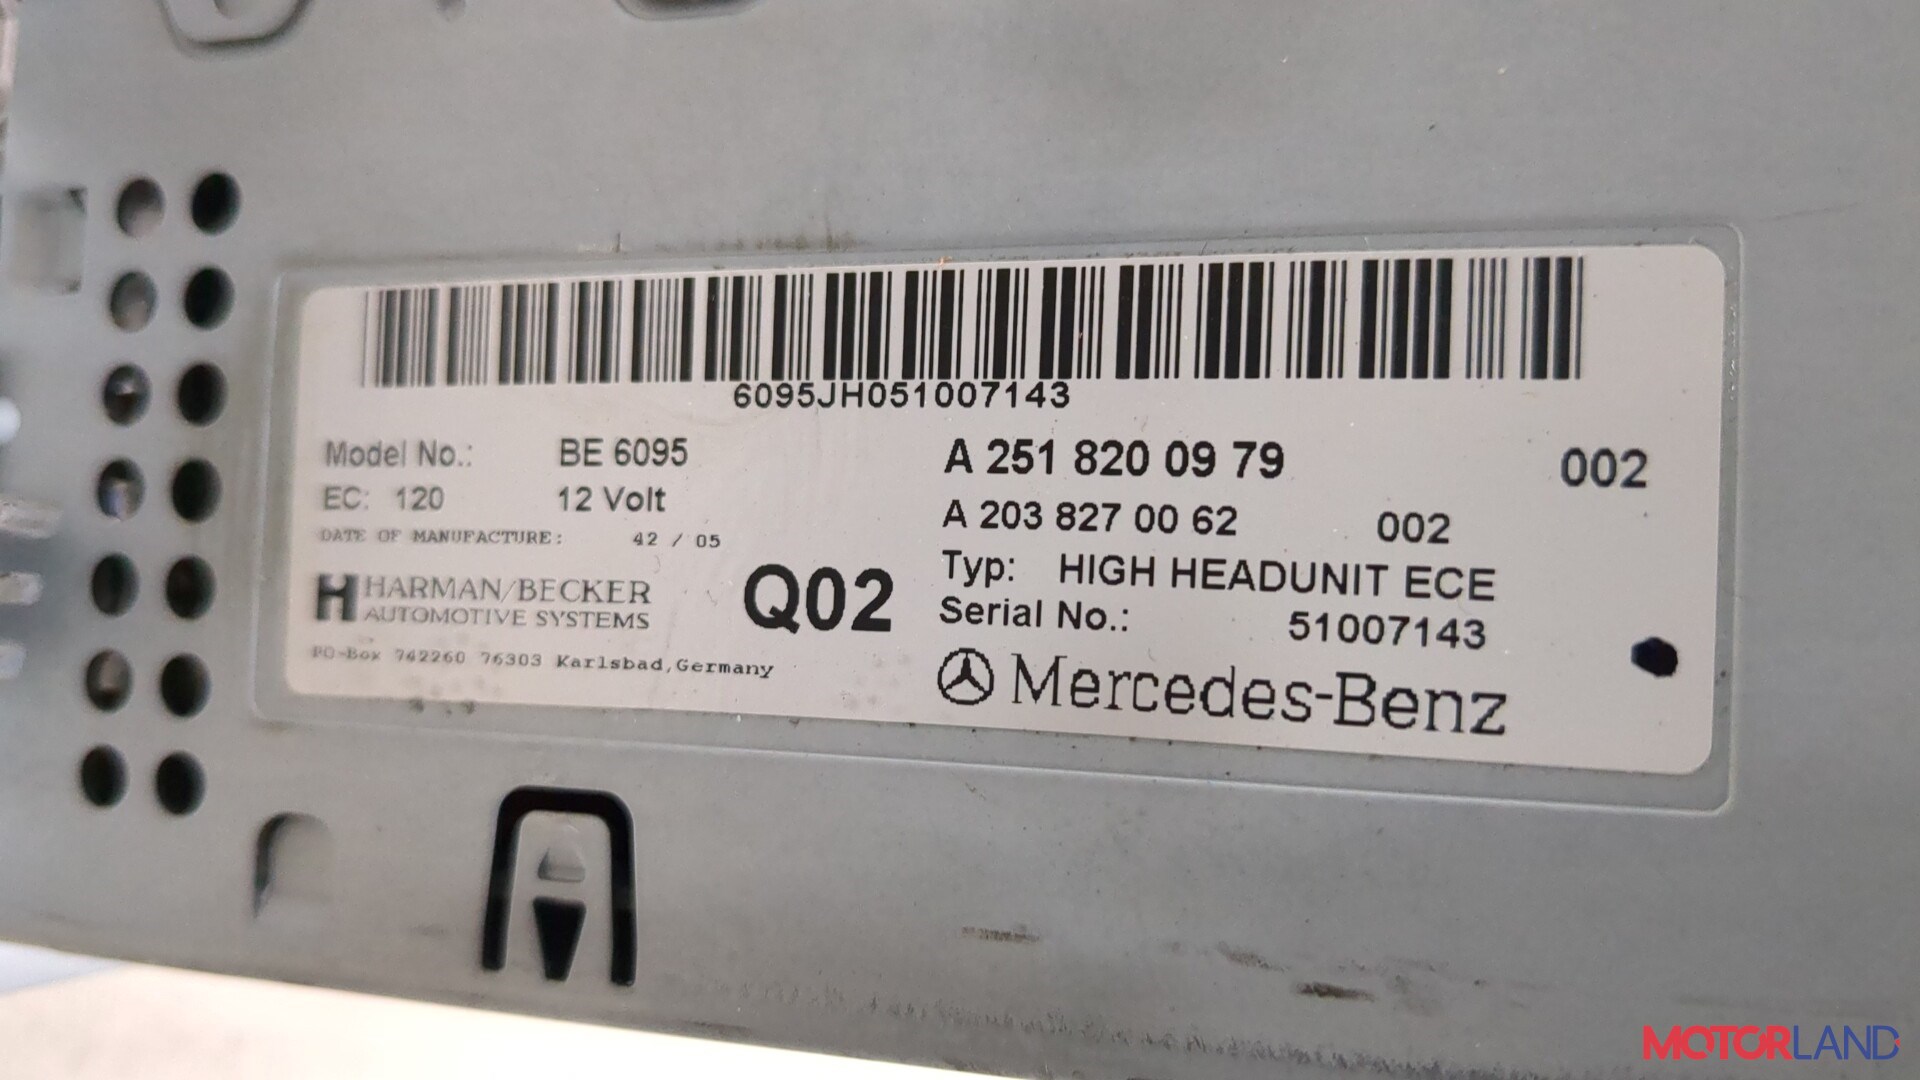 6095JH051007143
Model No.: BE 6095
EC: 120 12 Volt
DATE OF MANUFACTURE: 42 / 05
HARMAN/BECKER
AUTOMOTIVE SYSTEMS
PO-Box 742260 76303 Karlsbad,Germany
Q02
A 251 820 09 79 002
A 203 827 00 62 002
Typ: HIGH HEADUNIT ECE
Serial No.: 51007143
Mercedes-Benz
MOTORLAND